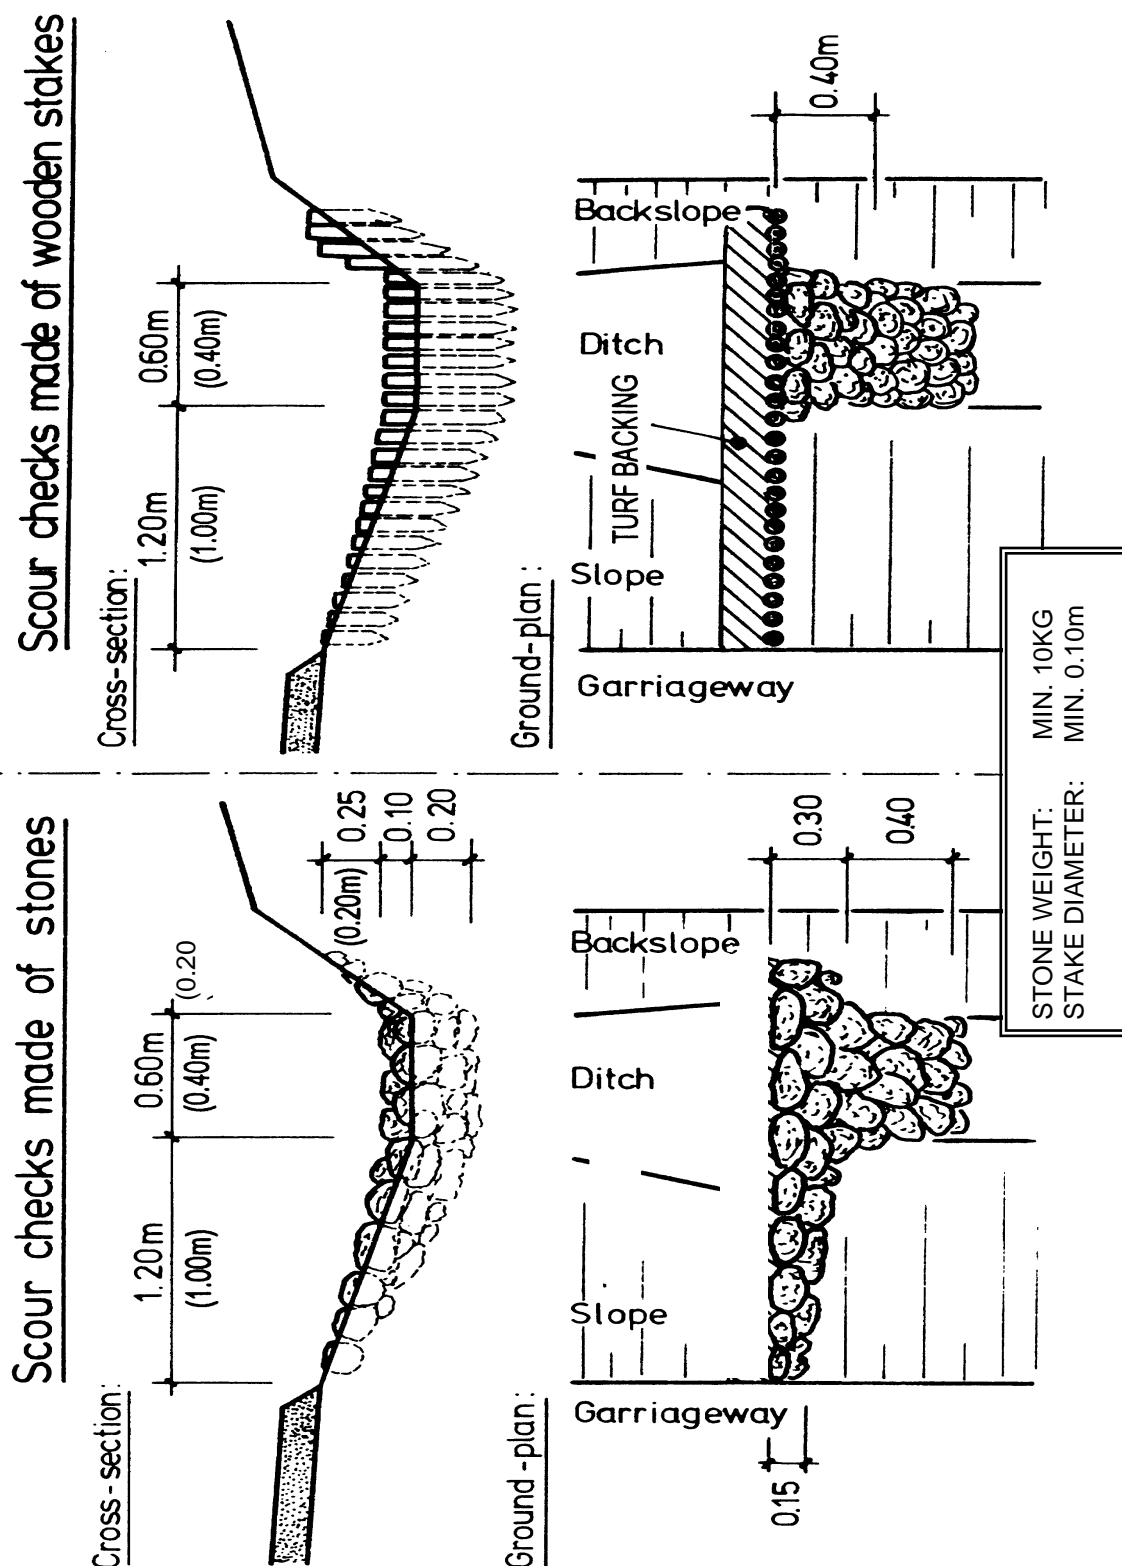 Scour checks made of stones
Cross-section:
1.20m
(1.00m)
0.60m
(0.40m)
(0.20
0.25
(0.20m)
0.10
0.20
Ground-plan:
Garriageway
Slope
Ditch
Backslope
0.15
0.30
0.40
Scour checks made of wooden stakes
Cross-section:
1.20m
(1.00m)
0.60m
(0.40m)
Ground-plan:
Garriageway
Slope
TURF BACKING
Ditch
Backslope
0.40m
STONE WEIGHT: MIN. 10KG
STAKE DIAMETER: MIN. 0.10m